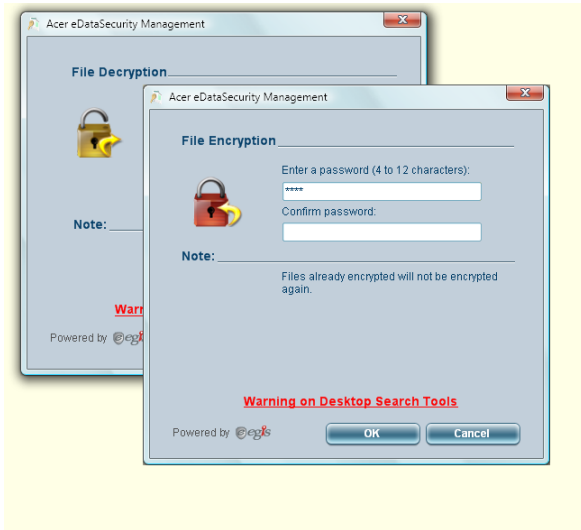 Acer eDataSecurity Management
File Decryption
Note:
Powered by egis
Acer eDataSecurity Management
File Encryption
Enter a password (4 to 12 characters):
****
Confirm password:
Note:
Files already encrypted will not be encrypted
again.
Warning on Desktop Search Tools
Powered by egis
OK
Cancel